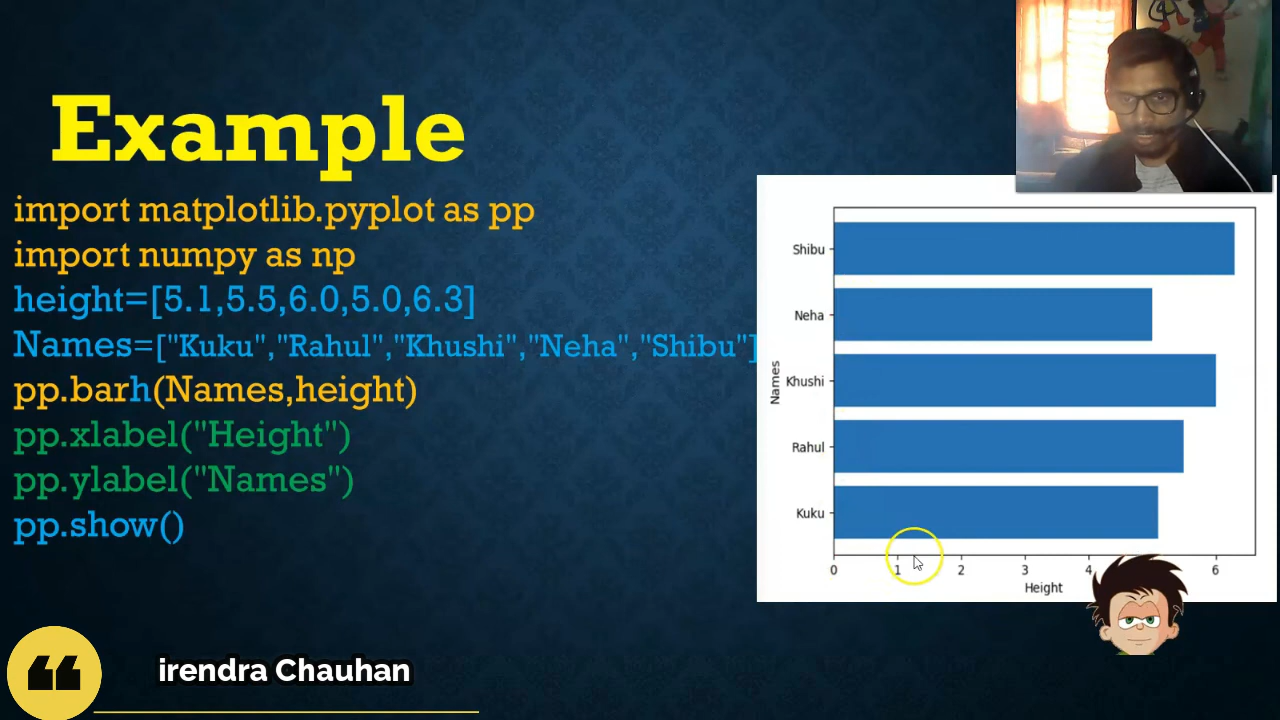 Example
import matplotlib.pyplot as pp
import numpy as np
height=[5.1,5.5,6.0,5.0,6.3]
Names=["Kuku","Rahul","Khushi","Neha","Shibu"]
pp.barh(Names,height)
pp.xlabel("Height")
pp.ylabel("Names")
pp.show()
Shibu
Neha
Khushi
Rahul
Kuku
Names
0 1 2 3 4 6
Height
irendra Chauhan